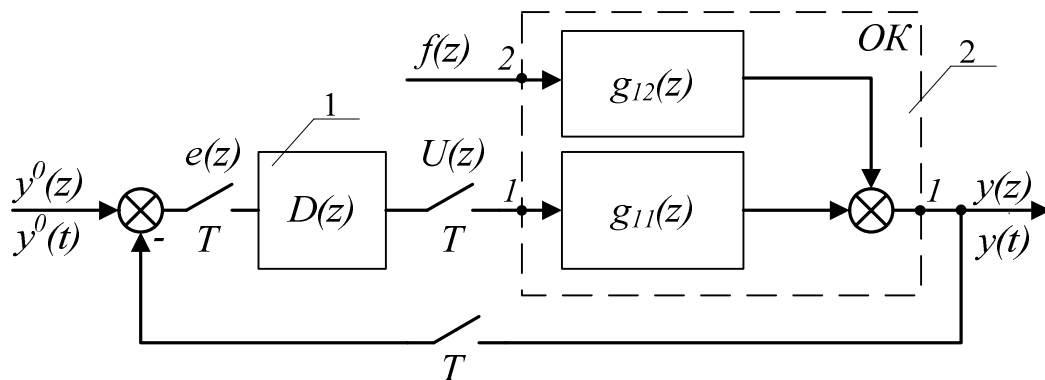 ОК
f(z)
2
g12(z)
2
1
e(z)
U(z)
y⁰(z)
y⁰(t)
-
T
D(z)
T
1
g11(z)
1
y(z)
y(t)
T